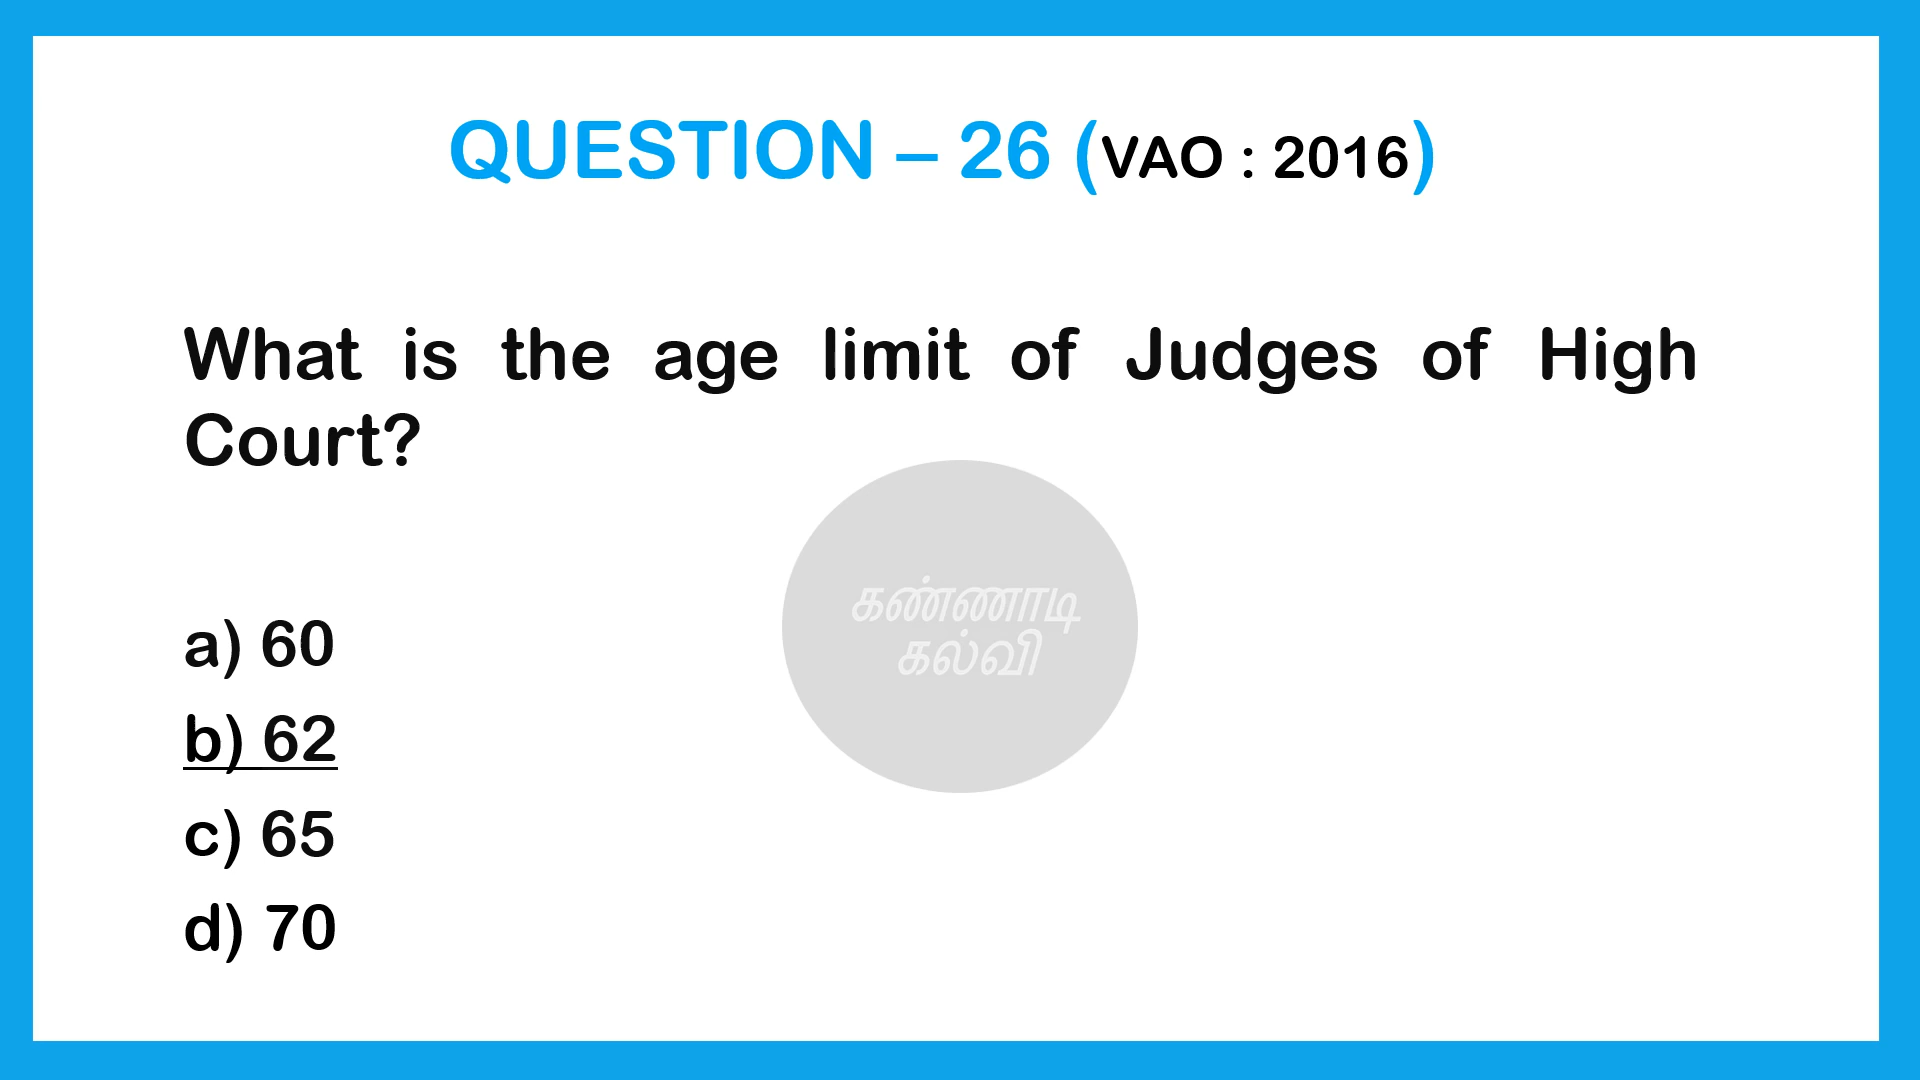 QUESTION – 26 (VAO : 2016)
What is the age limit of Judges of High
Court?
கண்ணாடி
கல்வி
a) 60
b) 62
c) 65
d) 70